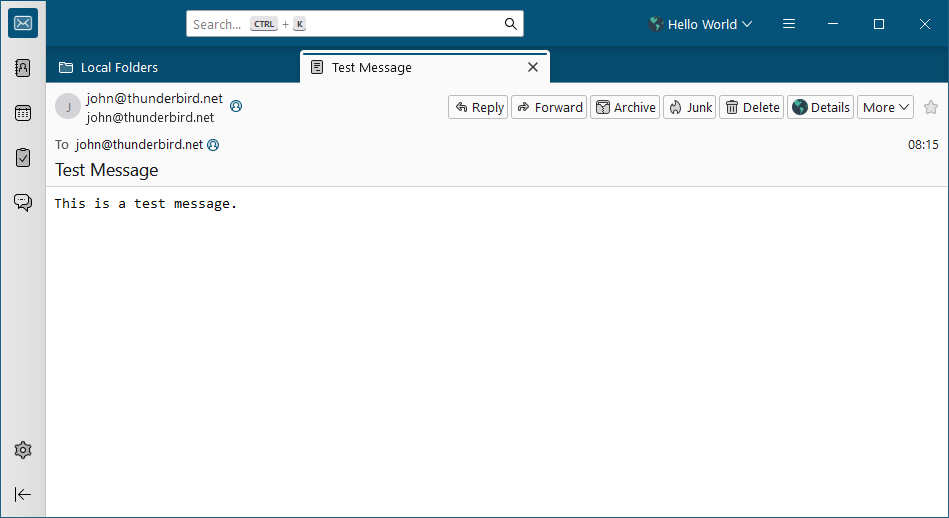 Search... CTRL + K
Hello World
Local Folders
Test Message
J
john@thunderbird.net
john@thunderbird.net
Reply
Forward
Archive
Junk
Delete
Details
More
To john@thunderbird.net
08:15
Test Message
This is a test message.